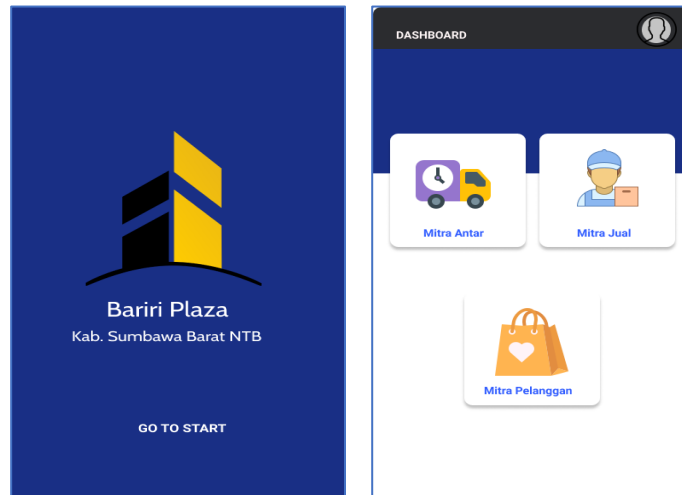 Bariri Plaza
Kab. Sumbawa Barat NTB
GO TO START
DASHBOARD
Mitra Antar
Mitra Jual
Mitra Pelanggan